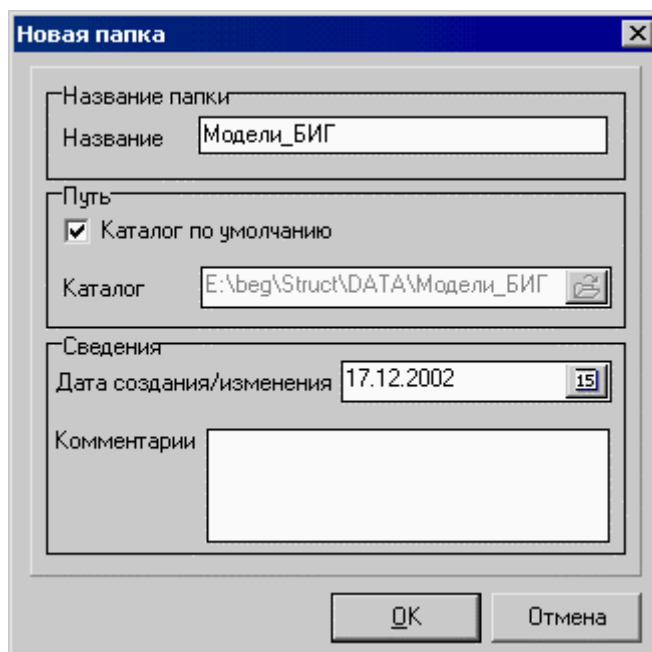 Новая папка
Название папки
Название Модели_БИГ
Путь
Каталог по умолчанию
Каталог E:\beg\Struct\DATA\Модели_БИГ
Сведения
Дата создания/изменения 17.12.2002 15
Комментарии
OK Отмена